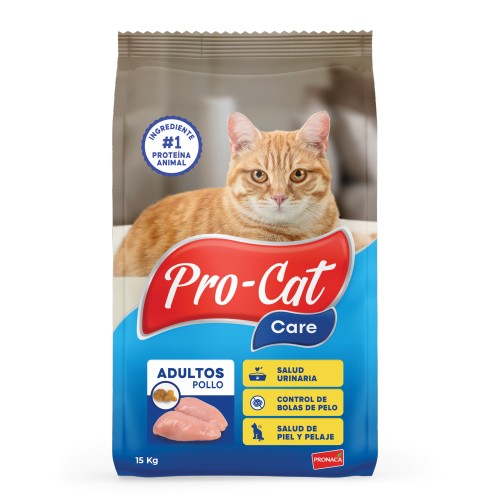 INGREDIENTE
#1
PROTEÍNA
ANIMAL
Pro-Cat
Care
ADULTOS
POLLO
SALUD
URINARIA
CONTROL DE
BOLAS DE PELO
SALUD DE
PIEL Y PELAJE
15 Kg
PRONACA